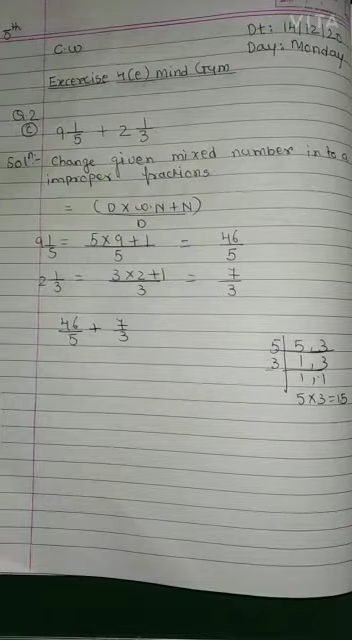 5th
Dt: 14/12/20
C.W
Day: Monday
Excercise 4(e) mind Gym
Q.2
(c) 9 1/5 + 2 1/3
Soln:- Change given mixed number in to a
improper fractions
= (D x W.N + N)/D
9 1/5 = 5 x 9 + 1/5 = 46/5
2 1/3 = 3 x 2 + 1/3 = 7/3
46/5 + 7/3
5 | 5, 3
3 | 1, 3
| 1, 1
5 x 3 = 15